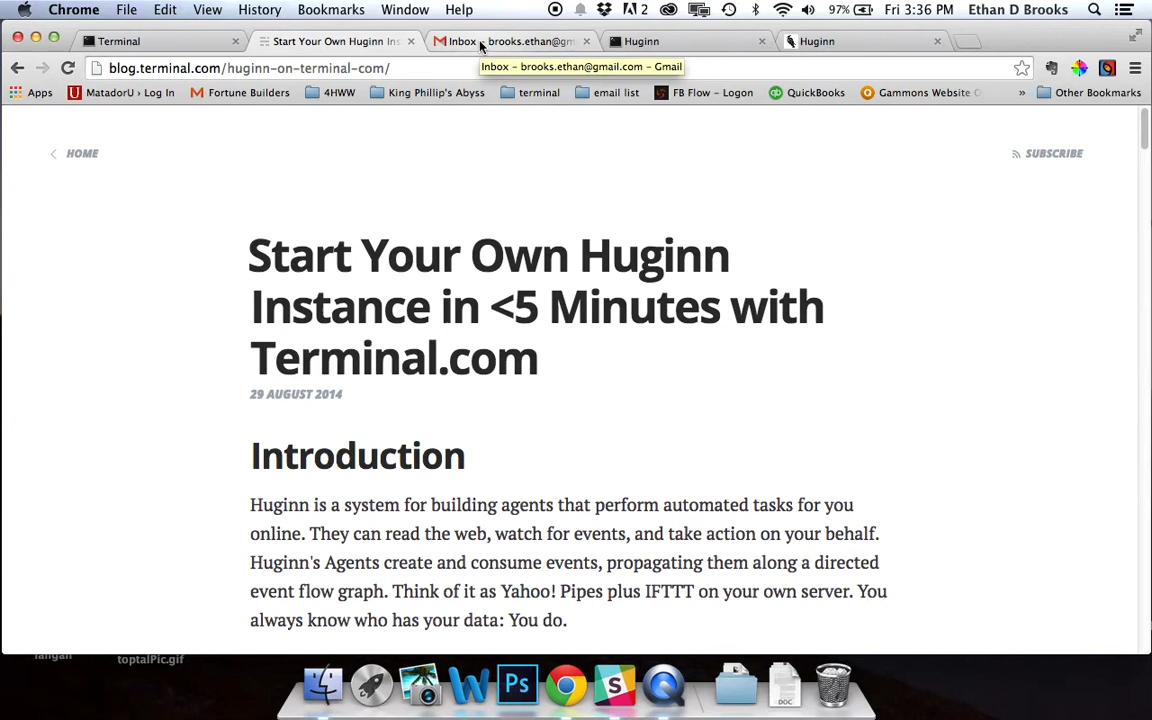 Chrome File Edit View History Bookmarks Window Help 2 97% Fri 3:36 PM Ethan D Brooks
Terminal Start Your Own Huginn Ins Inbox - brooks.ethan@gm Huginn Huginn
blog.terminal.com/huginn-on-terminal-com/
Inbox – brooks.ethan@gmail.com – Gmail
Apps MatadorU › Log In Fortune Builders 4HWW King Phillip's Abyss terminal email list FB Flow – Logon QuickBooks Gammons Website » Other Bookmarks
HOME SUBSCRIBE
Start Your Own Huginn
Instance in <5 Minutes with
Terminal.com
29 AUGUST 2014
Introduction
Huginn is a system for building agents that perform automated tasks for you
online. They can read the web, watch for events, and take action on your behalf.
Huginn's Agents create and consume events, propagating them along a directed
event flow graph. Think of it as Yahoo! Pipes plus IFTTT on your own server. You
always know who has your data: You do.
toptalPic.gif
W Ps S DOC